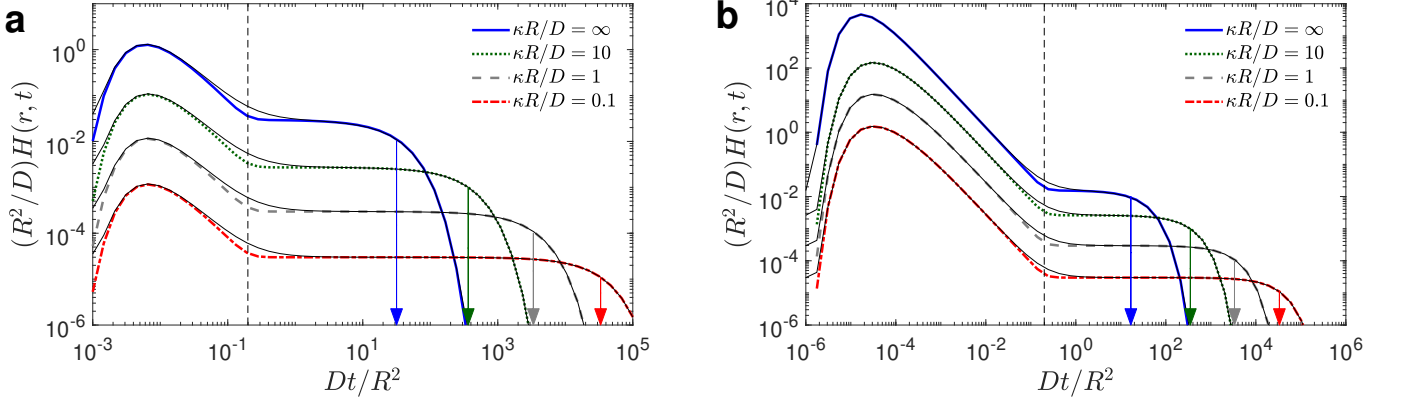 a
(R²/D)H(r, t)
10⁰
10⁻²
10⁻⁴
10⁻⁶
κR/D = ∞
κR/D = 10
κR/D = 1
κR/D = 0.1
10⁻³
10⁻¹
10¹
10³
10⁵
Dt/R²
b
(R²/D)H(r, t)
10⁴
10²
10⁰
10⁻²
10⁻⁴
10⁻⁶
κR/D = ∞
κR/D = 10
κR/D = 1
κR/D = 0.1
10⁻⁶
10⁻⁴
10⁻²
10⁰
10²
10⁴
10⁶
Dt/R²